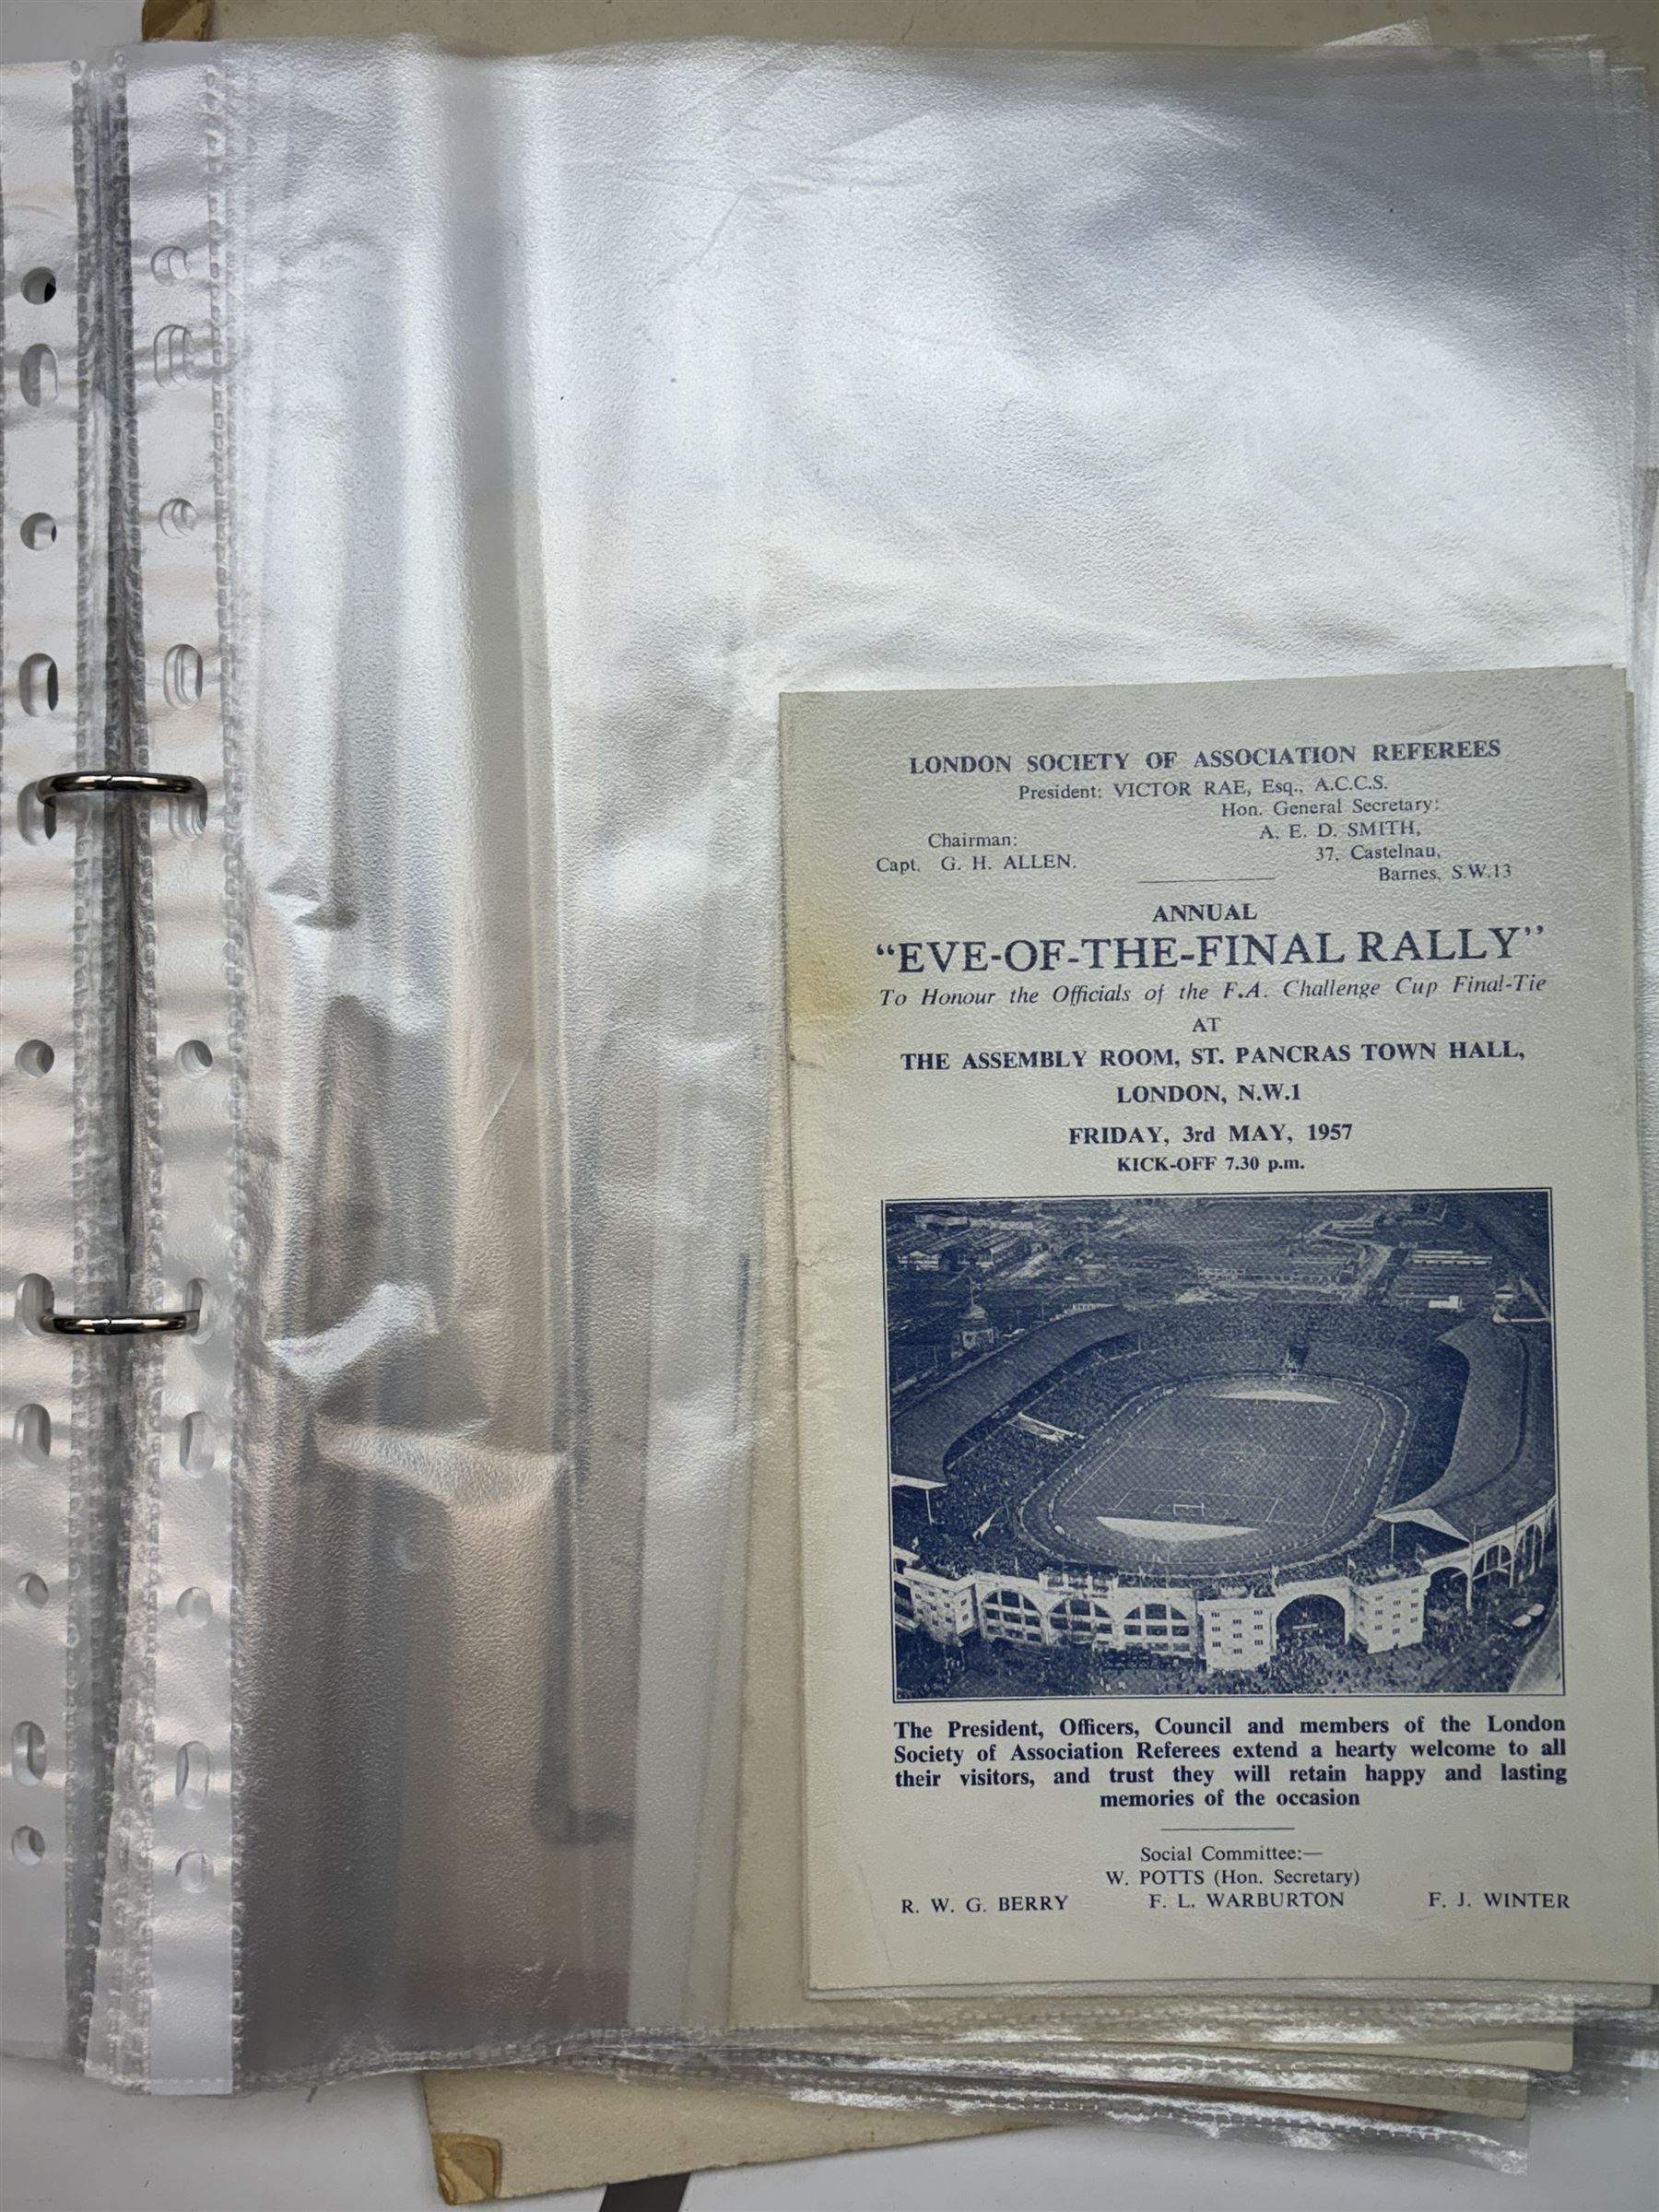 LONDON SOCIETY OF ASSOCIATION REFEREES
President: VICTOR RAE, Esq., A.C.C.S.
Hon. General Secretary:
A. E. D. SMITH,
37, Castelnau,
Barnes, S.W.13
Chairman:
Capt. G. H. ALLEN.
ANNUAL
“EVE-OF-THE-FINAL RALLY”
To Honour the Officials of the F.A. Challenge Cup Final-Tie
AT
THE ASSEMBLY ROOM, ST. PANCRAS TOWN HALL,
LONDON, N.W.1
FRIDAY, 3rd MAY, 1957
KICK-OFF 7.30 p.m.
The President, Officers, Council and members of the London
Society of Association Referees extend a hearty welcome to all
their visitors, and trust they will retain happy and lasting
memories of the occasion
Social Committee:—
W. POTTS (Hon. Secretary)
R. W. G. BERRY F. L. WARBURTON F. J. WINTER